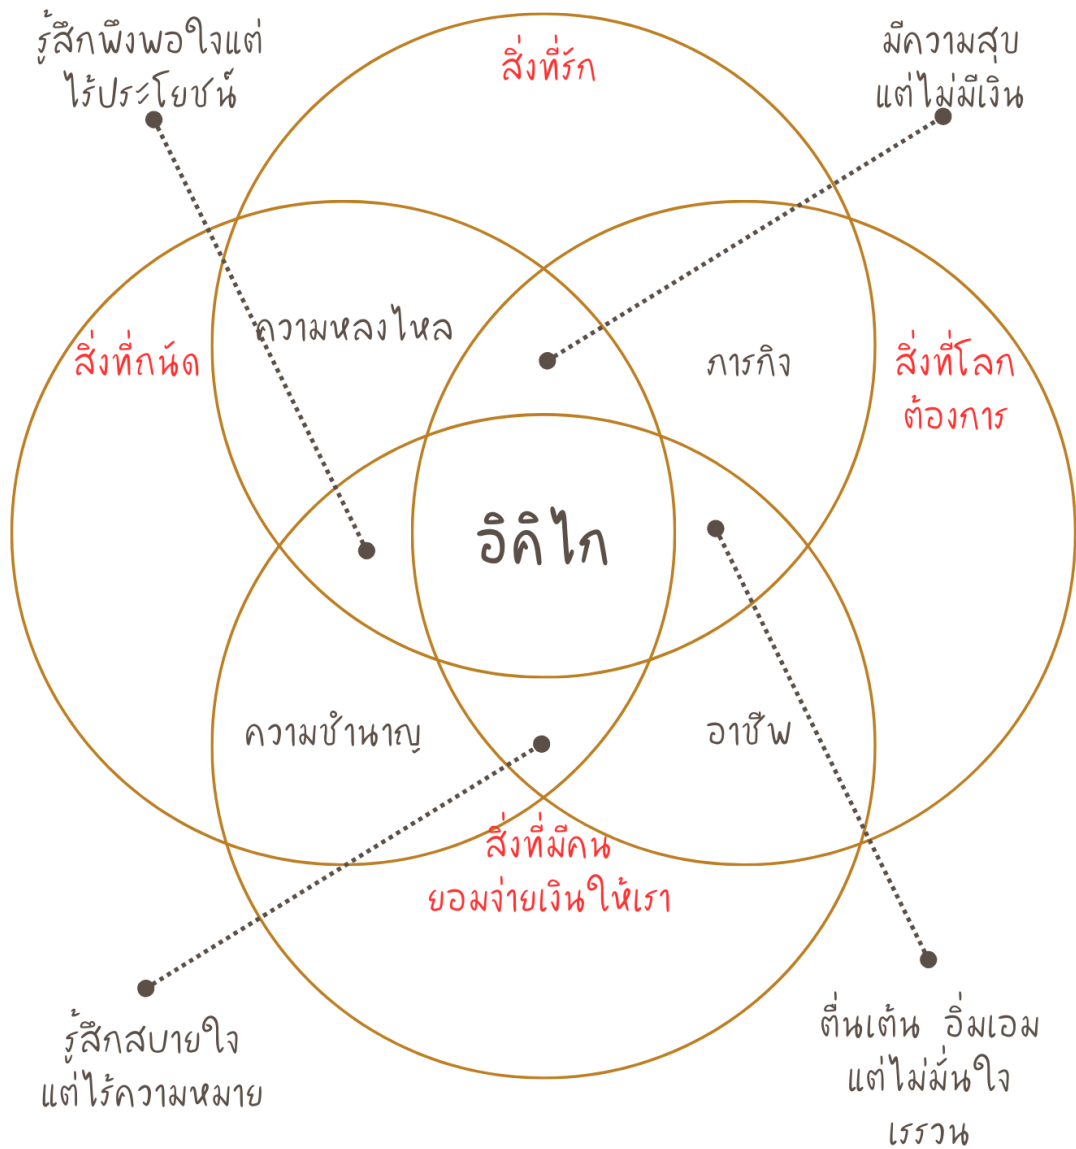 รู้สึกพึงพอใจแต่
ไร้ประโยชน์
สิ่งที่รัก
มีความสุข
แต่ไม่มีเงิน
ความหลงไหล
สิ่งที่ถนัด
ภารกิจ
สิ่งที่โลก
ต้องการ
อิคิไก
ความชำนาญ
อาชีพ
สิ่งที่มีคน
ยอมจ่ายเงินให้เรา
รู้สึกสบายใจ
แต่ไร้ความหมาย
ตื่นเต้น อิ่มเอม
แต่ไม่มั่นใจ
เรรวน